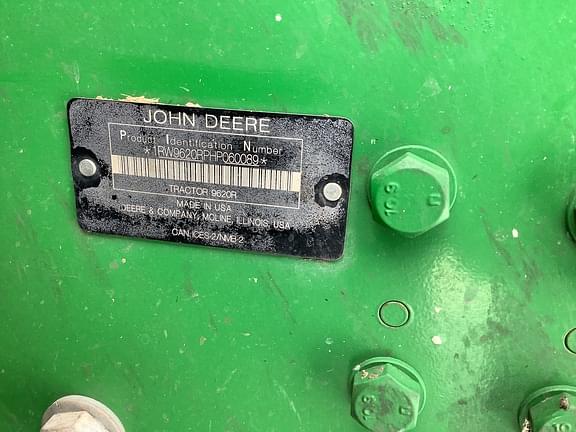 JOHN DEERE
Product Identification Number
*1RW9620RPHP060089*
TRACTOR 9620R
MADE IN USA
DEERE & COMPANY, MOLINE, ILLINOIS, USA
CAN ICES-2/NMB-2
10.9
10.9
10